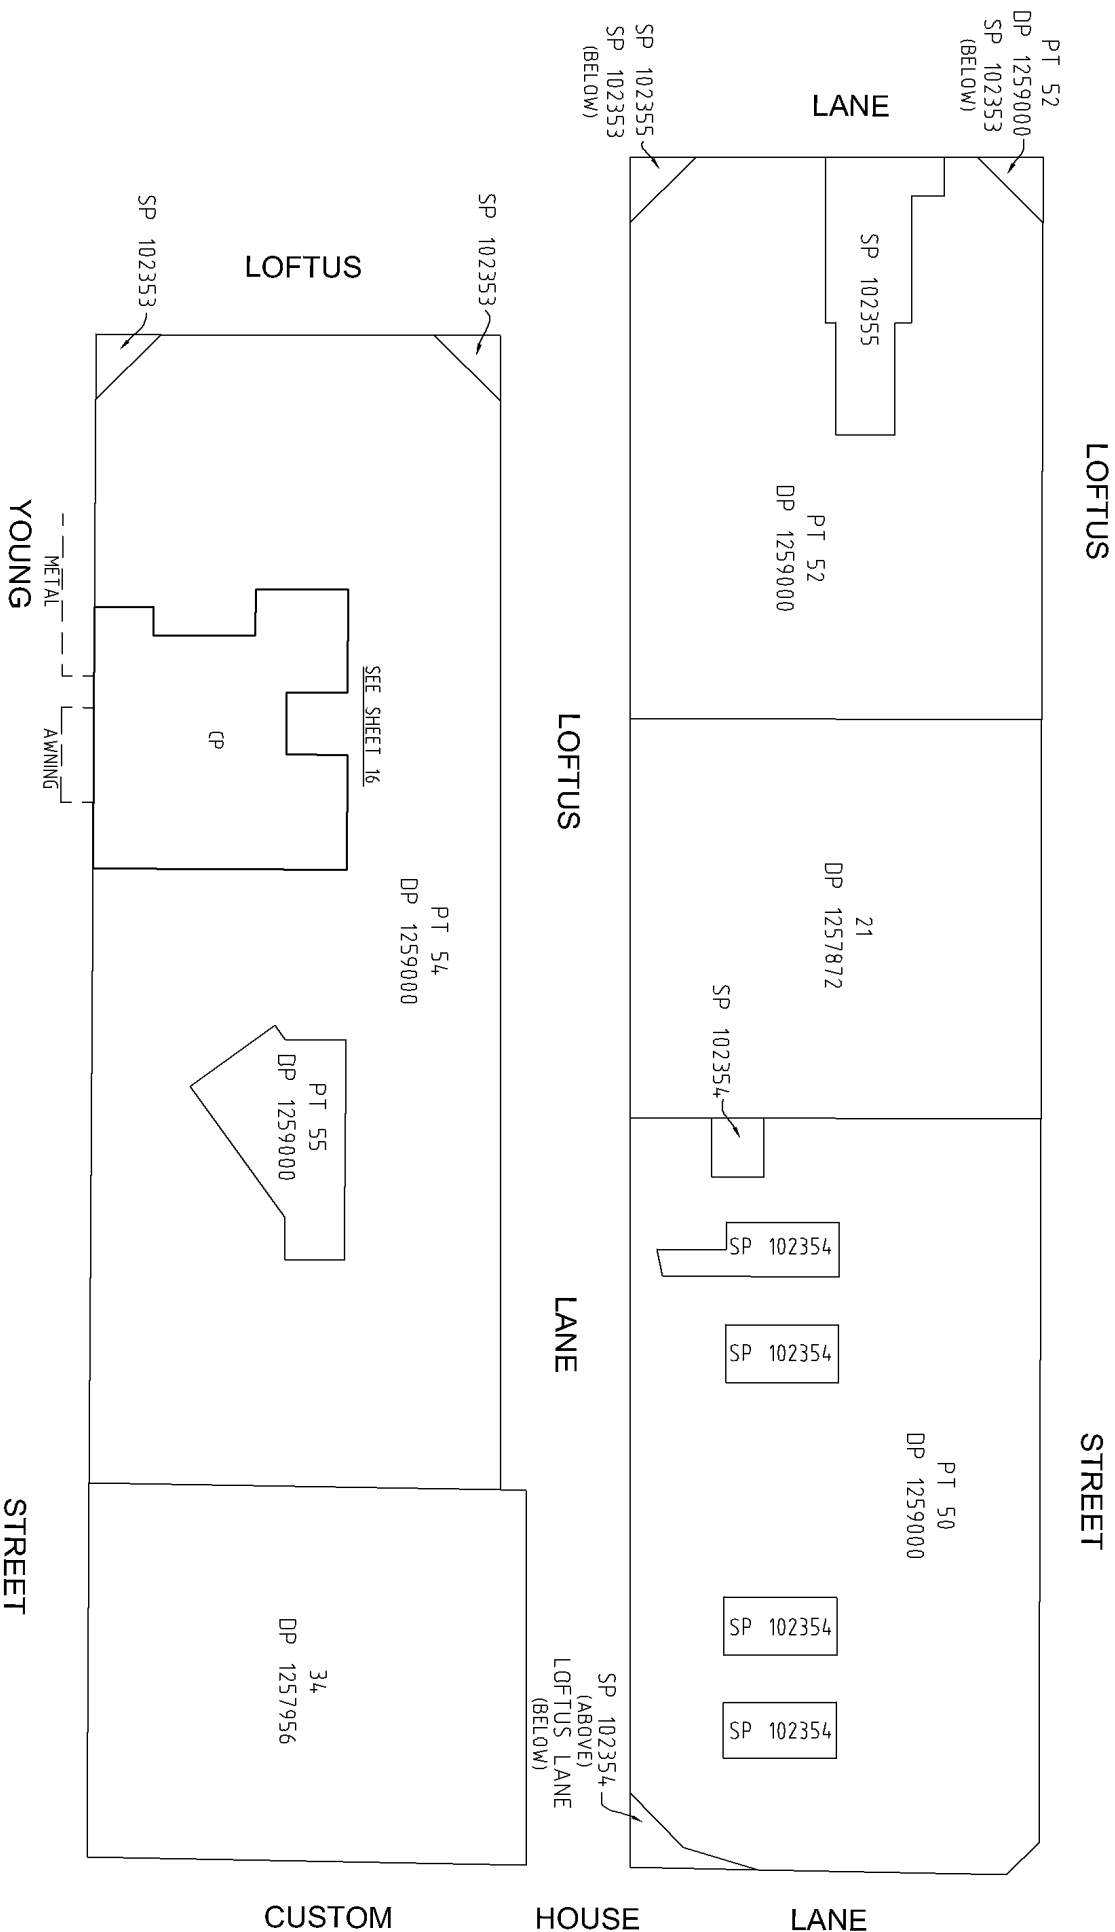 PT 52
DP 1259000
SP 102353
(BELOW)
LANE
SP 102355
SP 102353
(BELOW)
SP 102355
LOFTUS
PT 52
DP 1259000
SP 102353
LOFTUS
SP 102353
YOUNG
METAL
AWNING
CP
SEE SHEET 16
LOFTUS
21
DP 1257872
PT 54
DP 1259000
SP 102354
PT 55
DP 1259000
SP 102354
LANE
SP 102354
STREET
PT 50
DP 1259000
STREET
34
DP 1257956
SP 102354
SP 102354
SP 102354
(ABOVE)
LOFTUS LANE
(BELOW)
CUSTOM HOUSE LANE